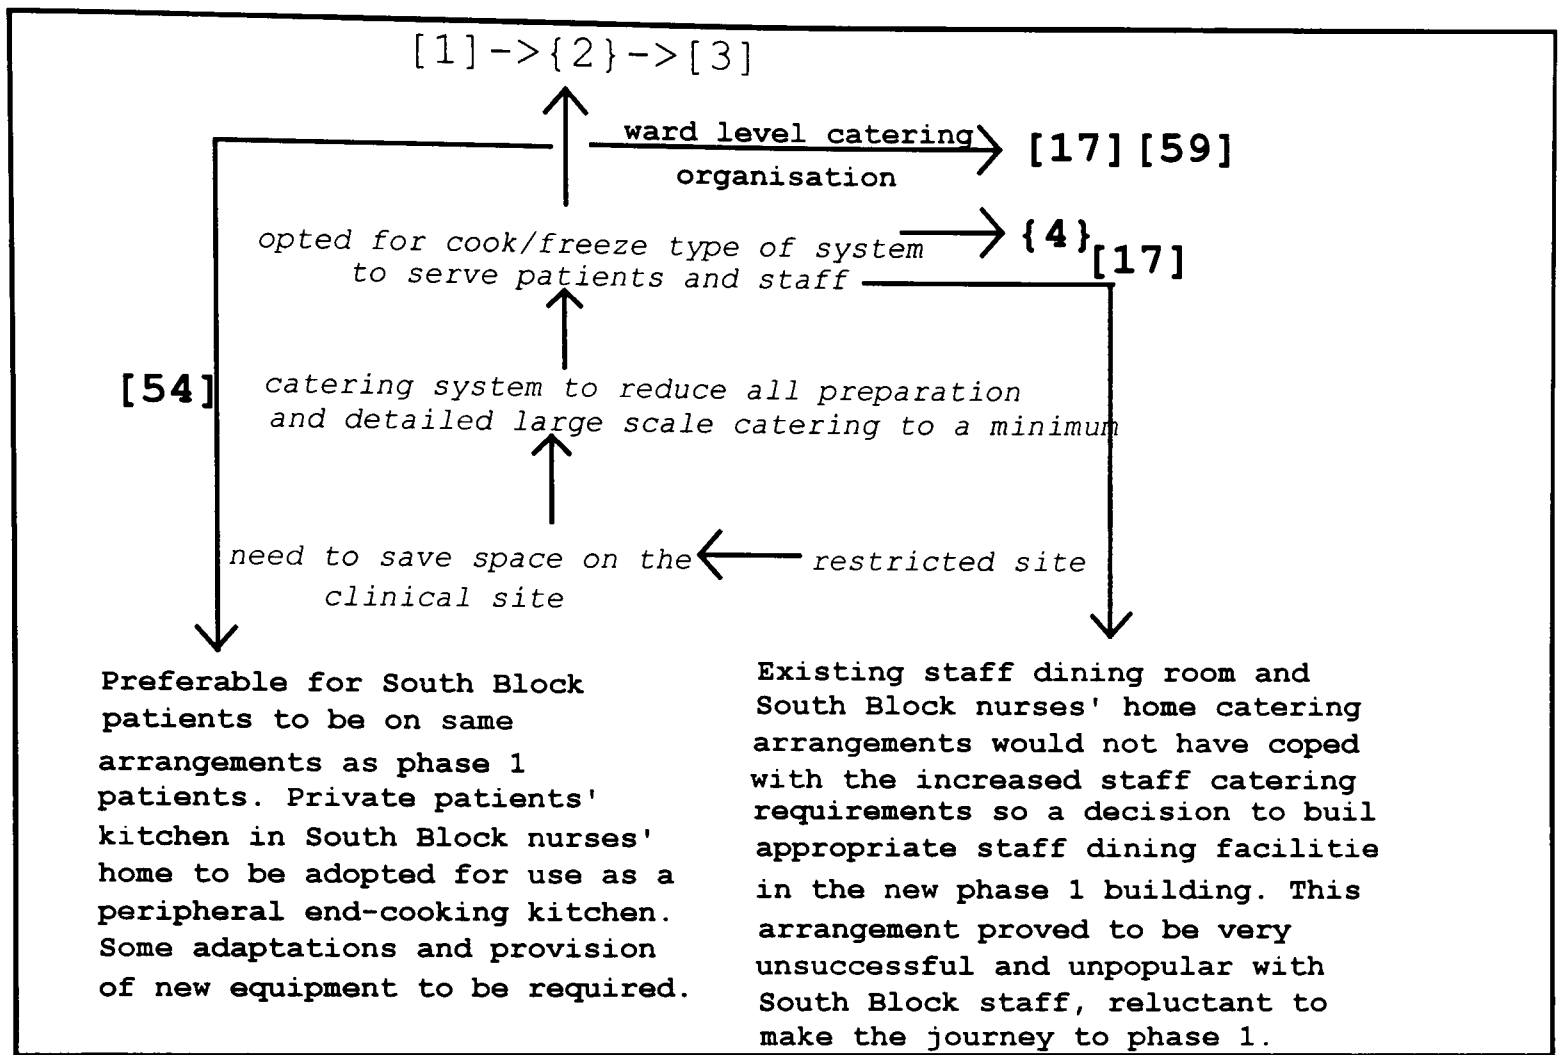 [1]->{2}->[3]
ward level catering
organisation
[17][59]
opted for cook/freeze type of system
to serve patients and staff
{4}
[17]
[54]
catering system to reduce all preparation
and detailed large scale catering to a minimum
need to save space on the
clinical site
restricted site
Preferable for South Block
patients to be on same
arrangements as phase 1
patients. Private patients'
kitchen in South Block nurses'
home to be adopted for use as a
peripheral end-cooking kitchen.
Some adaptations and provision
of new equipment to be required.
Existing staff dining room and
South Block nurses' home catering
arrangements would not have coped
with the increased staff catering
requirements so a decision to buil
appropriate staff dining facilitie
in the new phase 1 building. This
arrangement proved to be very
unsuccessful and unpopular with
South Block staff, reluctant to
make the journey to phase 1.